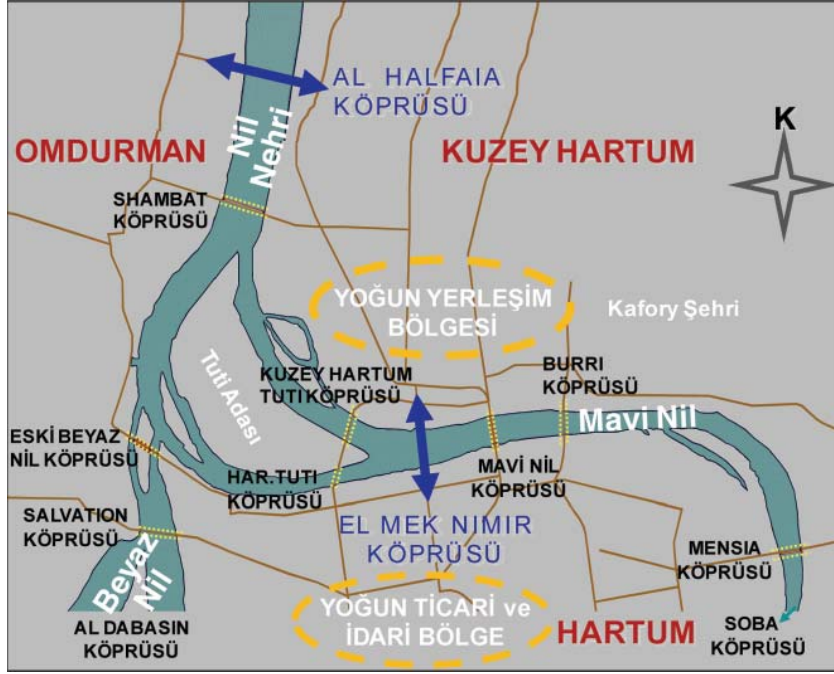 AL HALFAIA
KÖPRÜSÜ
K
Nil
Nehri
OMDURMAN
KUZEY HARTUM
SHAMBAT
KÖPRÜSÜ
YOĞUN YERLEŞİM
BÖLGESİ
Kafory Şehri
Tuti Adası
KUZEY HARTUM
TUTI KÖPRÜSÜ
BURRI
KÖPRÜSÜ
Mavi Nil
ESKİ BEYAZ
NİL KÖPRÜSÜ
HAR.TUTI
KÖPRÜSÜ
MAVİ NİL
KÖPRÜSÜ
SALVATION
KÖPRÜSÜ
EL MEK NIMIR
KÖPRÜSÜ
MENSIA
KÖPRÜSÜ
Beyaz
Nil
YOĞUN TİCARİ ve
İDARİ BÖLGE
HARTUM
AL DABASIN
KÖPRÜSÜ
SOBA
KÖPRÜSÜ